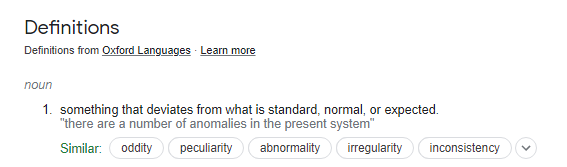 Definitions
Definitions from Oxford Languages · Learn more
noun
1. something that deviates from what is standard, normal, or expected.
"there are a number of anomalies in the present system"
Similar: oddity peculiarity abnormality irregularity inconsistency